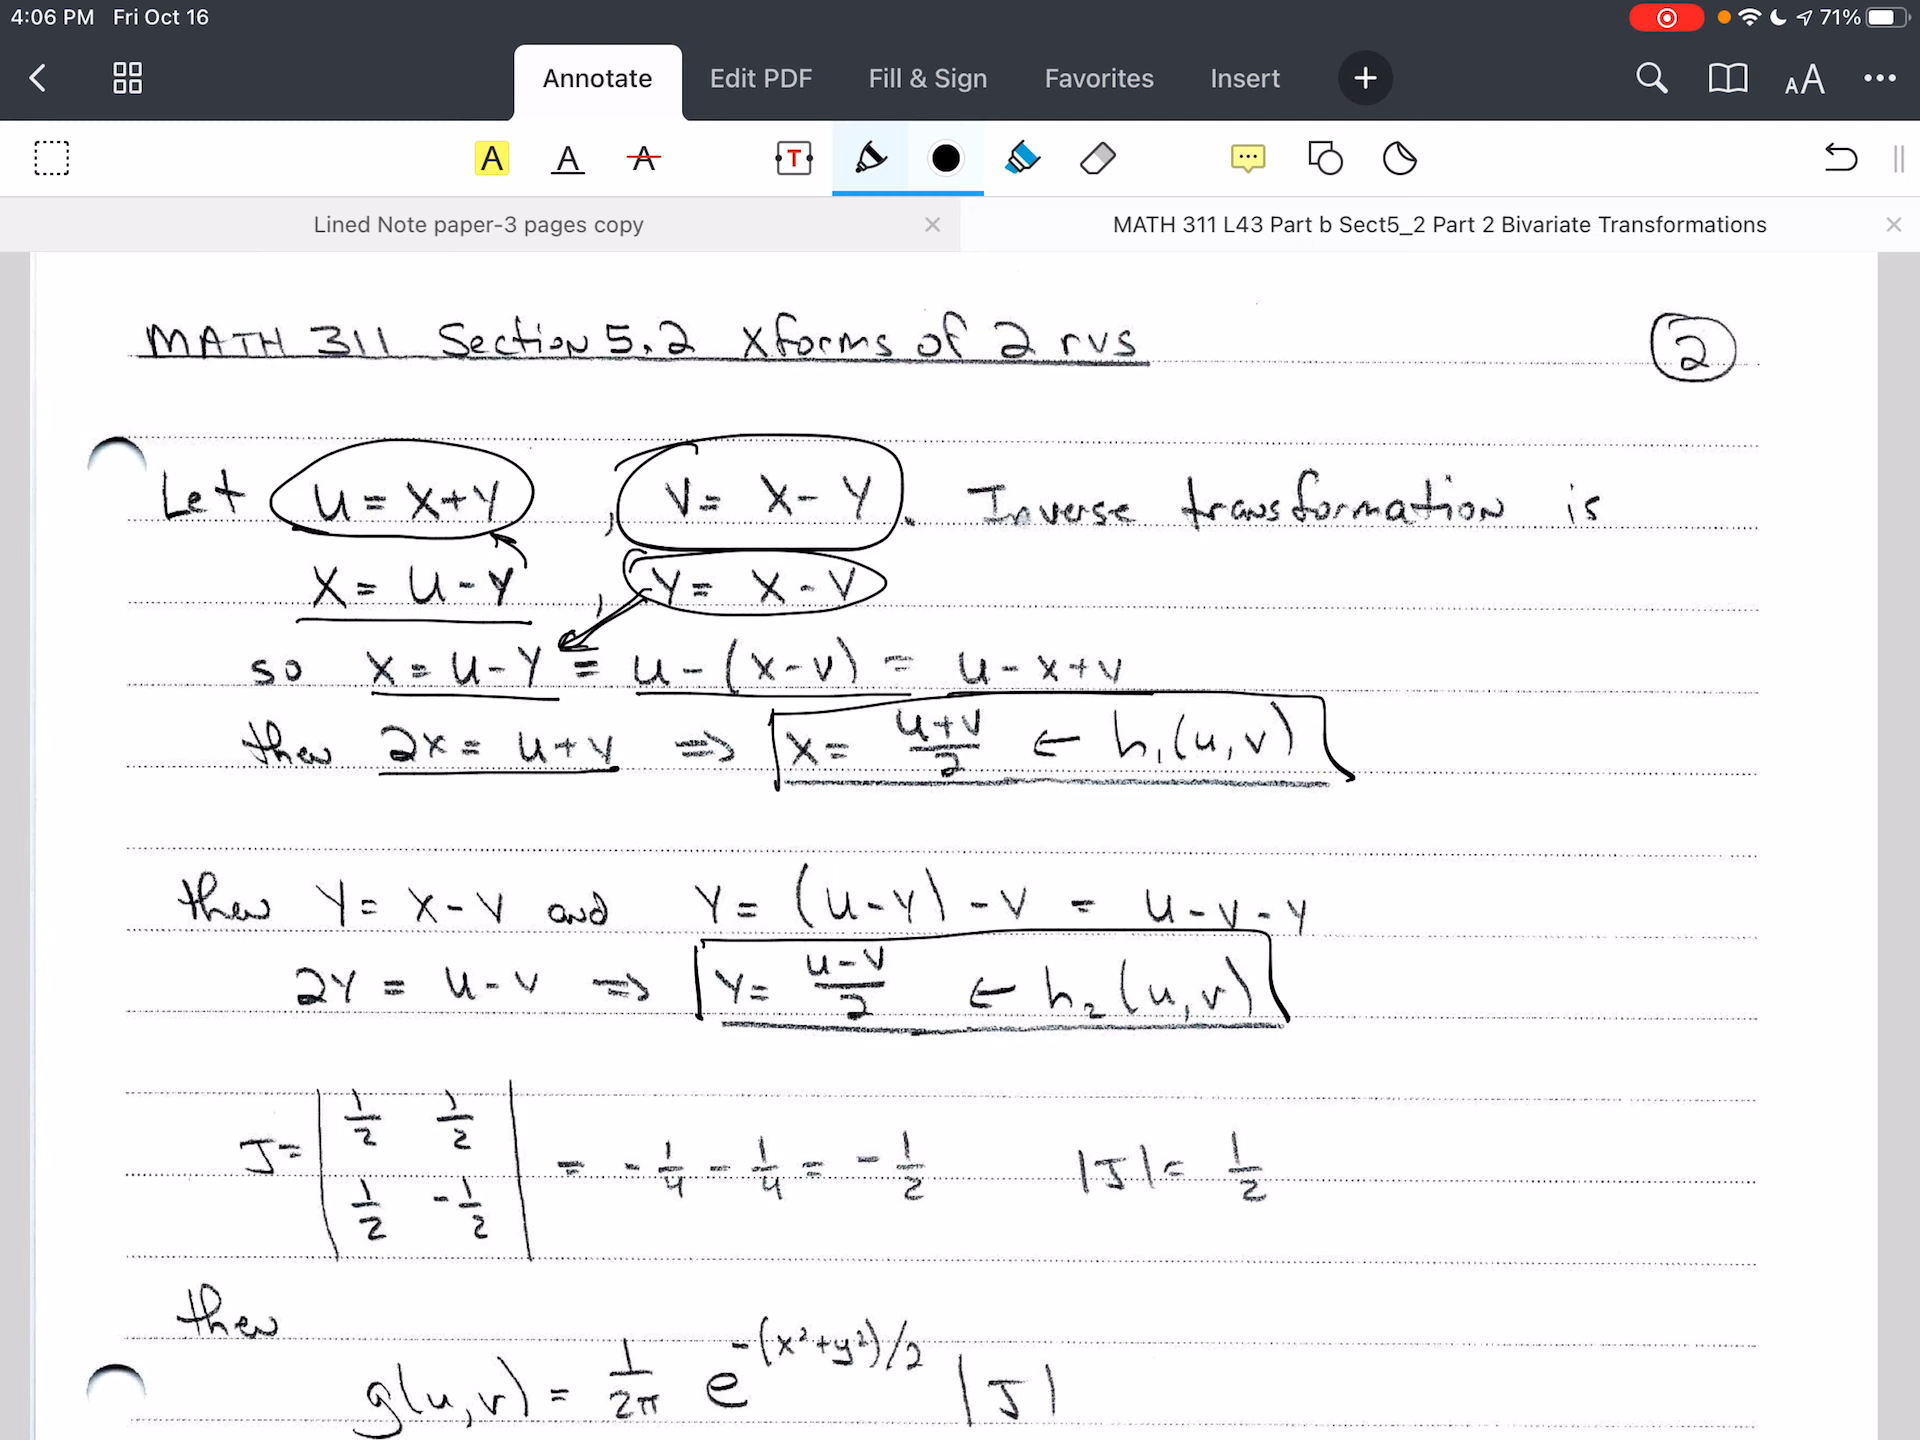 4:06 PM Fri Oct 16 71%
Annotate Edit PDF Fill & Sign Favorites Insert AA
A A A T
Lined Note paper-3 pages copy MATH 311 L43 Part b Sect5_2 Part 2 Bivariate Transformations
MATH 311 Section 5.2 Xforms of 2 rvs 2
Let u = X+Y , V = X - Y . Inverse transformation is
X = u - Y , Y = X - V
so X = u - Y = u - (x - v) = u - x + v
then 2x = u + v ⇒ X = (u+v)/2 ← h₁(u,v)
then Y = X - V and Y = (u - y) - V = u - v - y
2Y = u - v ⇒ Y = (u-v)/2 ← h₂(u,v)
J = | 1/2 1/2 |
| 1/2 -1/2 | = -1/4 - 1/4 = -1/2 |J| = 1/2
then
g(u,v) = 1/2π e^-(x²+y²)/2 |J|